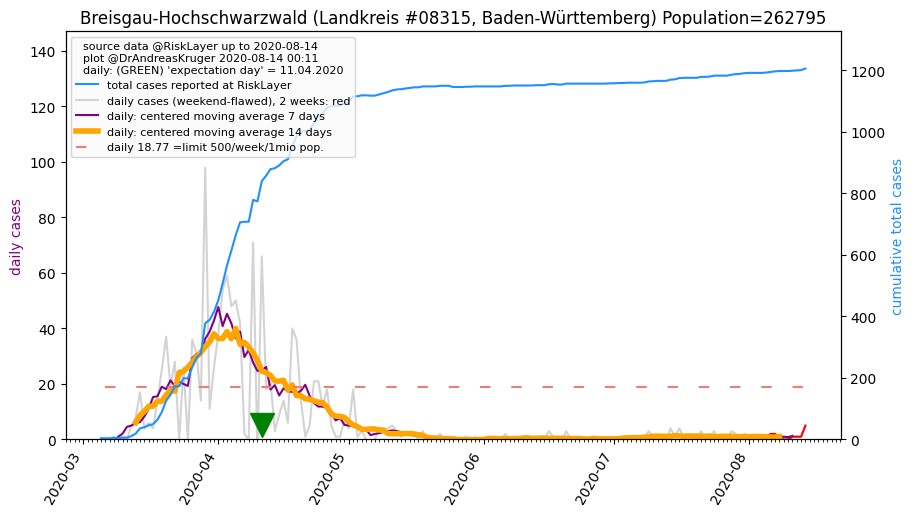 Breisgau-Hochschwarzwald (Landkreis #08315, Baden-Württemberg) Population=262795
source data @RiskLayer up to 2020-08-14
plot @DrAndreasKruger 2020-08-14 00:11
daily: (GREEN) 'expectation day' = 11.04.2020
total cases reported at RiskLayer
daily cases (weekend-flawed), 2 weeks: red
daily: centered moving average 7 days
daily: centered moving average 14 days
daily 18.77 =limit 500/week/1mio pop.
daily cases
140
120
100
80
60
40
20
0
cumulative total cases
1200
1000
800
600
400
200
0
2020-03
2020-04
2020-05
2020-06
2020-07
2020-08